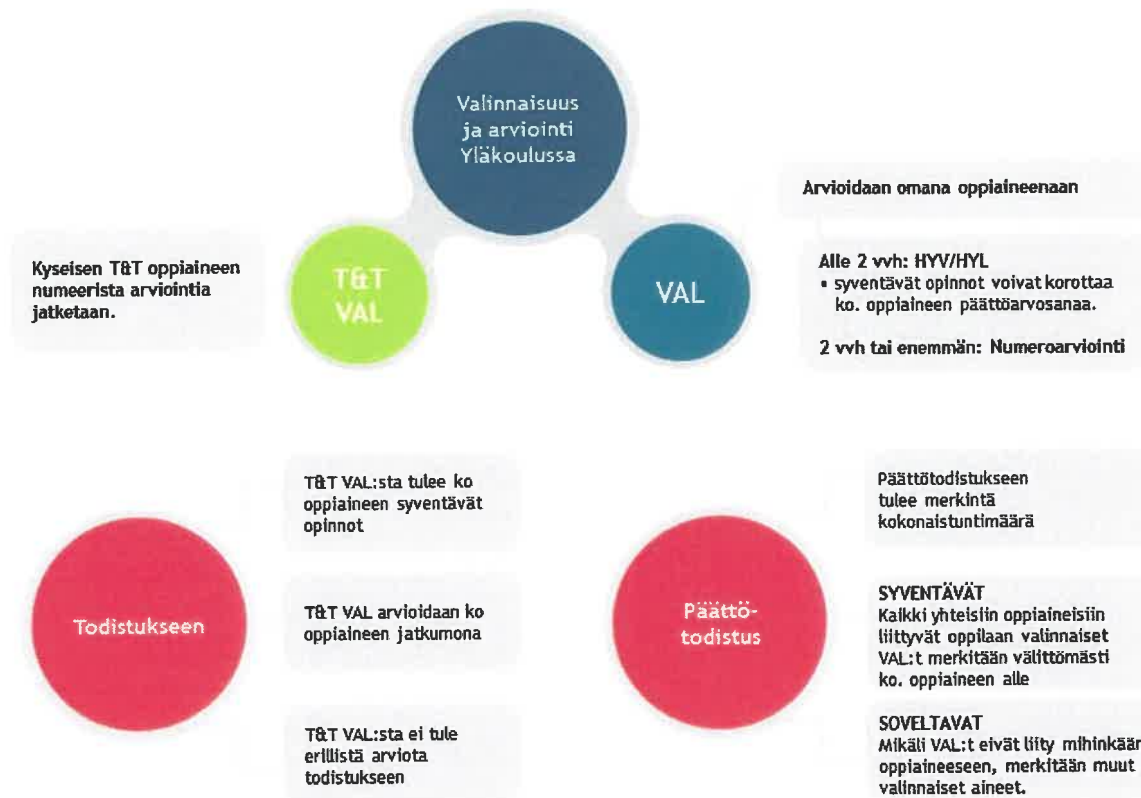 Valinnaisuus
ja arviointi
Yläkoulussa
Kyseisen T&T oppiaineen
numeerista arviointia
jatketaan.
T&T
VAL
VAL
Arvioidaan omana oppiaineenaan
Alle 2 vvh: HYV/HYL
• syventävät opinnot voivat korottaa
ko. oppiaineen päättöarvosanaa.
2 vvh tai enemmän: Numeroarviointi
Todistukseen
T&T VAL:sta tulee ko
oppiaineen syventävät
opinnot
T&T VAL arvioidaan ko
oppiaineen jatkumona
T&T VAL:sta ei tule
erillistä arviota
todistukseen
Päättö-
todistus
Päättötodistukseen
tulee merkintä
kokonaistuntimäärä
SYVENTÄVÄT
Kaikki yhteisiin oppiaineisiin
liittyvät oppilaan valinnaiset
VAL:t merkitään välittömästi
ko. oppiaineen alle
SOVELTAVAT
Mikäli VAL:t eivät liity mihinkään
oppiaineeseen, merkitään muut
valinnaiset aineet.